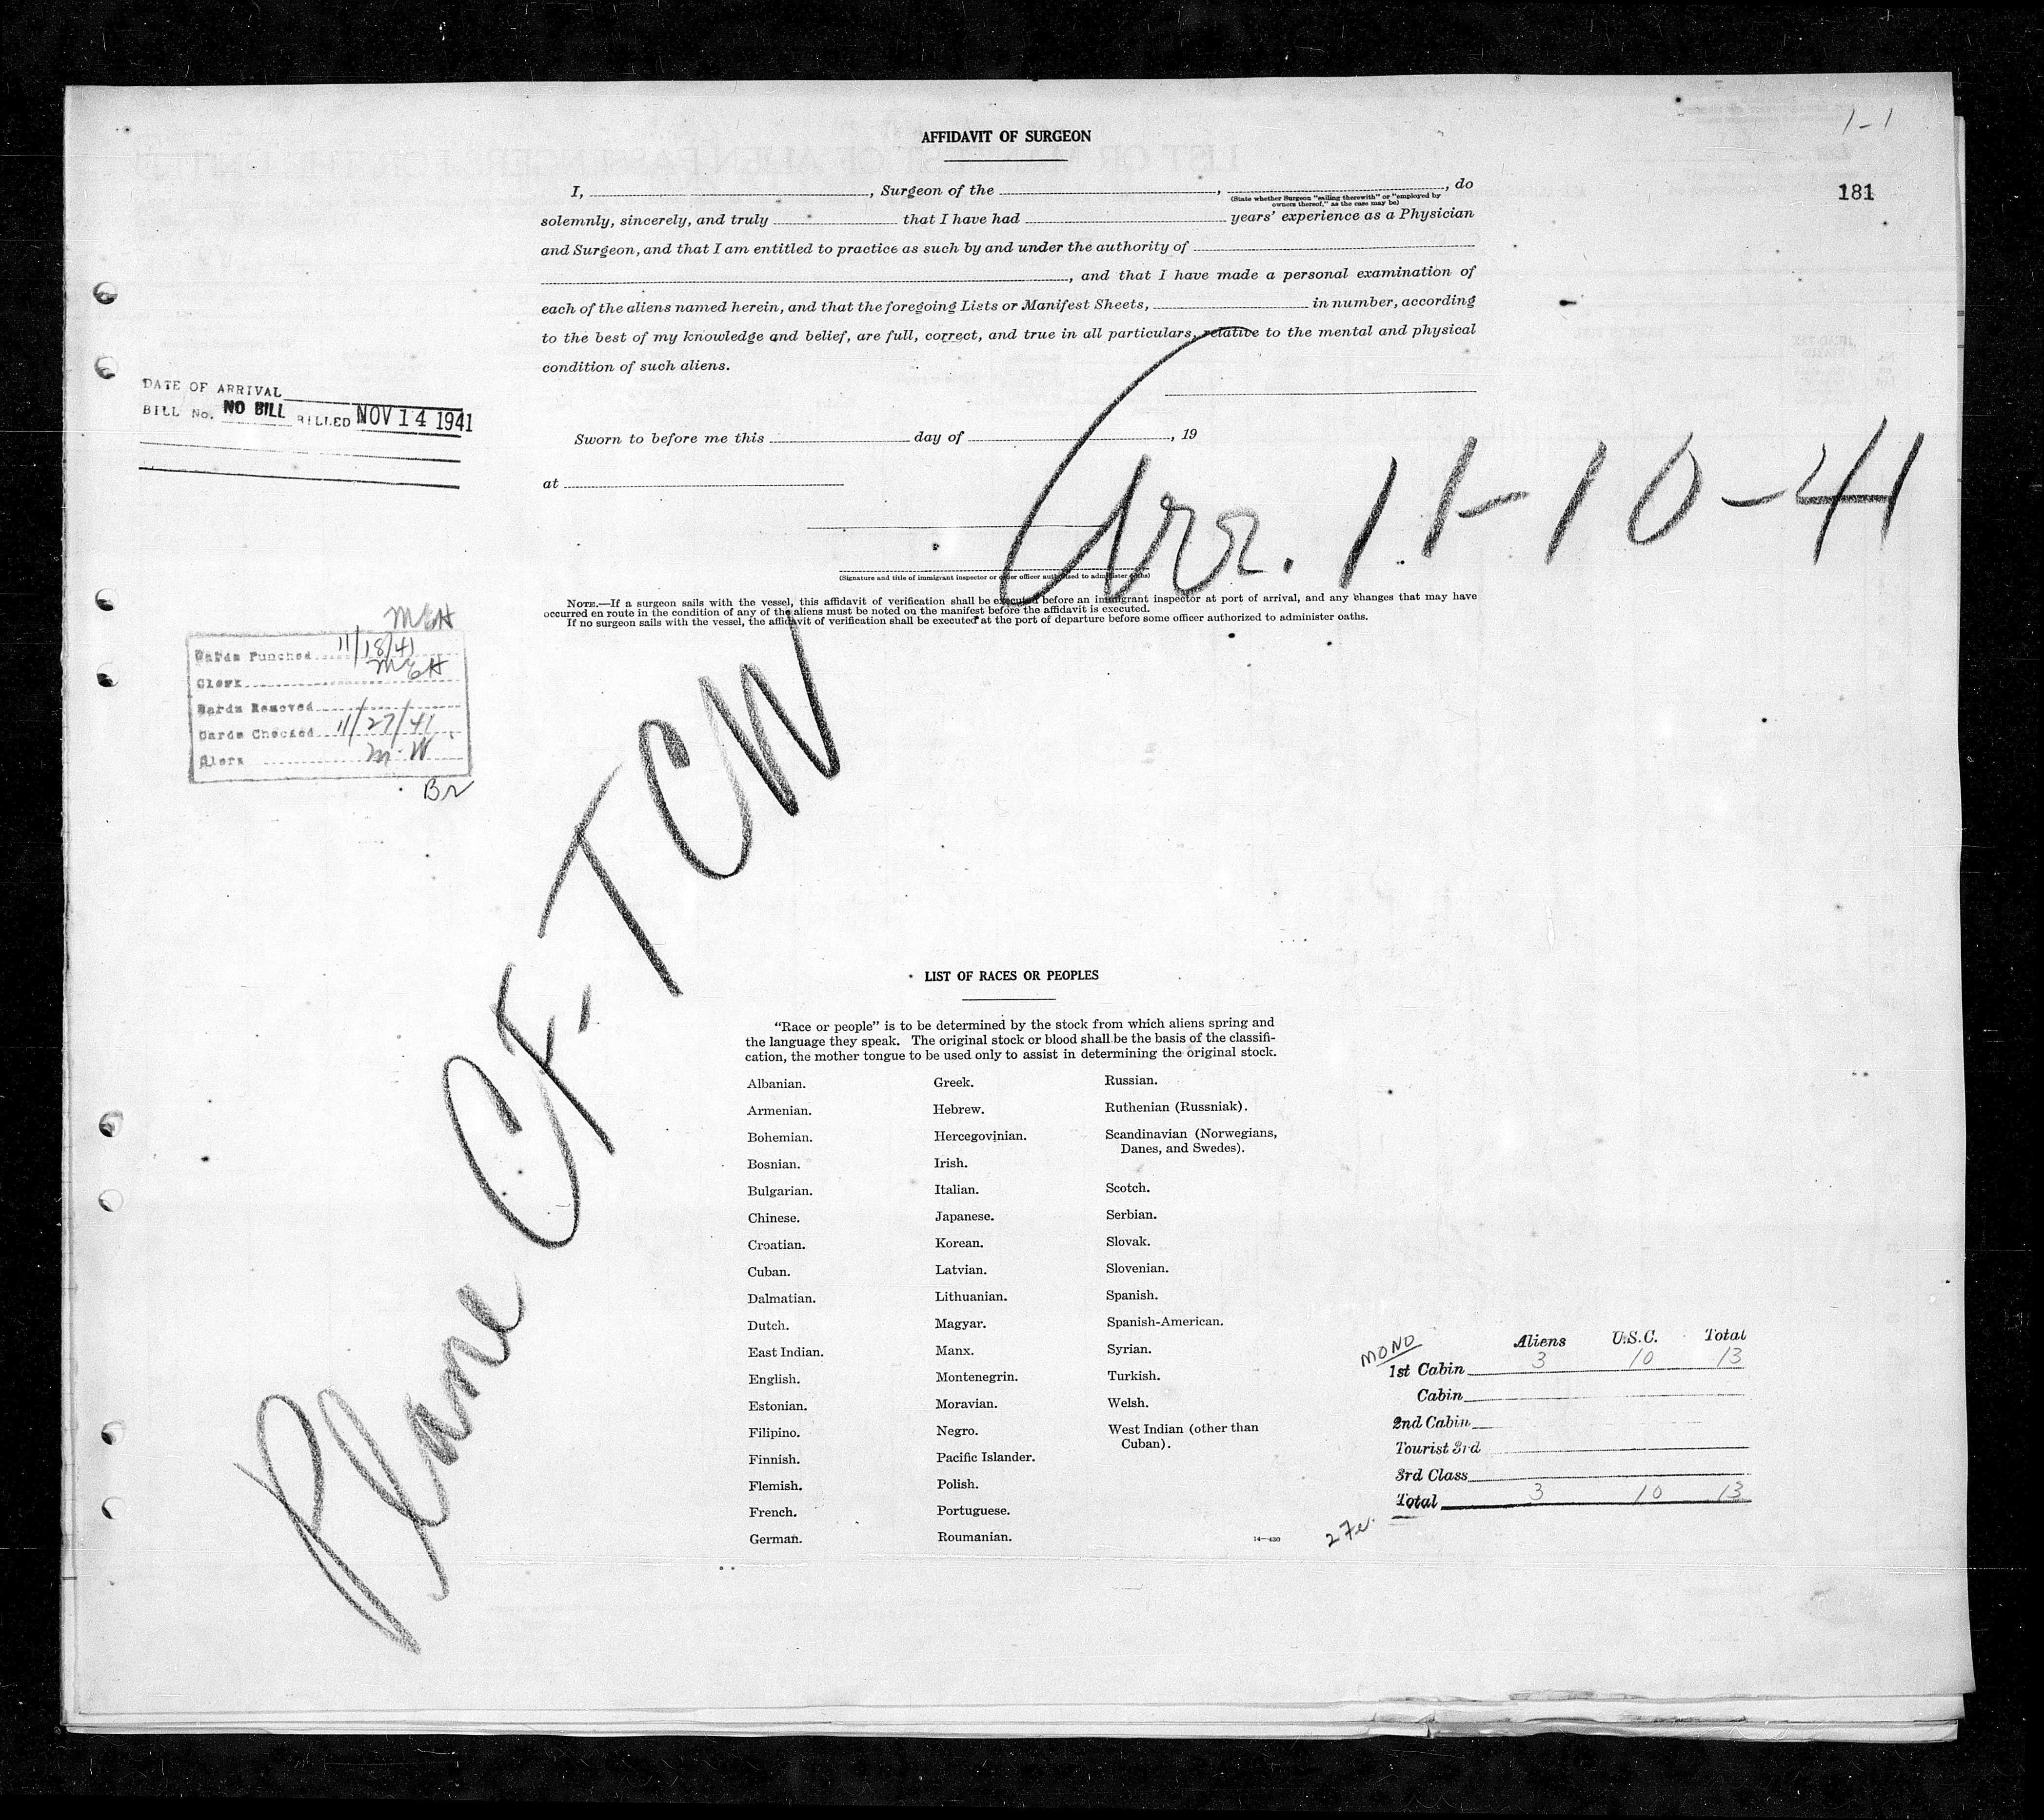 1-1
181
AFFIDAVIT OF SURGEON
I, , Surgeon of the , , do
(State whether Surgeon "sailing therewith" or "employed by
owners thereof," as the case may be)
solemnly, sincerely, and truly that I have had years' experience as a Physician
and Surgeon, and that I am entitled to practice as such by and under the authority of
, and that I have made a personal examination of
each of the aliens named herein, and that the foregoing Lists or Manifest Sheets, in number, according
to the best of my knowledge and belief, are full, correct, and true in all particulars, relative to the mental and physical
condition of such aliens.
DATE OF ARRIVAL
BILL No. NO BILL BILLED NOV 14 1941
Sworn to before me this day of , 19
at
Arr. 11-10-41
(Signature and title of immigrant inspector or other officer authorized to administer oaths)
NOTE.—If a surgeon sails with the vessel, this affidavit of verification shall be executed before an immigrant inspector at port of arrival, and any changes that may have
occurred en route in the condition of any of the aliens must be noted on the manifest before the affidavit is executed.
If no surgeon sails with the vessel, the affidavit of verification shall be executed at the port of departure before some officer authorized to administer oaths.
MEH
Cards Punched 11/18/41
Clerk MEH
Cards Removed
Cards Checked 11/27/41
Clerk M.W
Br
Plane CF-TCW
LIST OF RACES OR PEOPLES
"Race or people" is to be determined by the stock from which aliens spring and
the language they speak. The original stock or blood shall be the basis of the classifi-
cation, the mother tongue to be used only to assist in determining the original stock.
Albanian. Greek. Russian.
Armenian. Hebrew. Ruthenian (Russniak).
Bohemian. Hercegovinian. Scandinavian (Norwegians,
Danes, and Swedes).
Bosnian. Irish.
Bulgarian. Italian. Scotch.
Chinese. Japanese. Serbian.
Croatian. Korean. Slovak.
Cuban. Latvian. Slovenian.
Dalmatian. Lithuanian. Spanish.
Dutch. Magyar. Spanish-American.
East Indian. Manx. Syrian.
English. Montenegrin. Turkish.
Estonian. Moravian. Welsh.
Filipino. Negro. West Indian (other than
Cuban).
Finnish. Pacific Islander.
Flemish. Polish.
French. Portuguese.
German. Roumanian.
14—430
MONO
Aliens U.S.C. Total
1st Cabin 3 10 13
Cabin
2nd Cabin
Tourist 3rd
3rd Class
Total 3 10 13